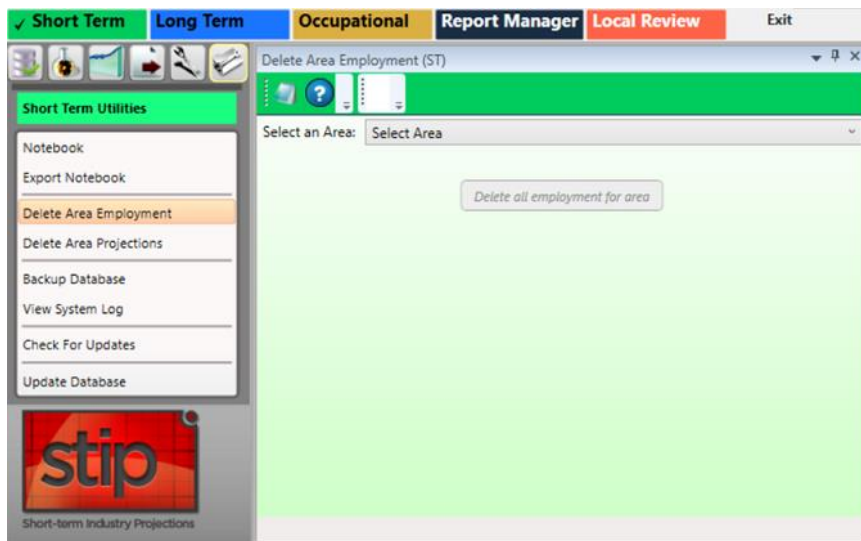 ✓ Short Term Long Term Occupational Report Manager Local Review Exit
Short Term Utilities
Notebook
Export Notebook
Delete Area Employment
Delete Area Projections
Backup Database
View System Log
Check For Updates
Update Database
stip
Short-term Industry Projections
Delete Area Employment (ST)
?
Select an Area: Select Area
Delete all employment for area